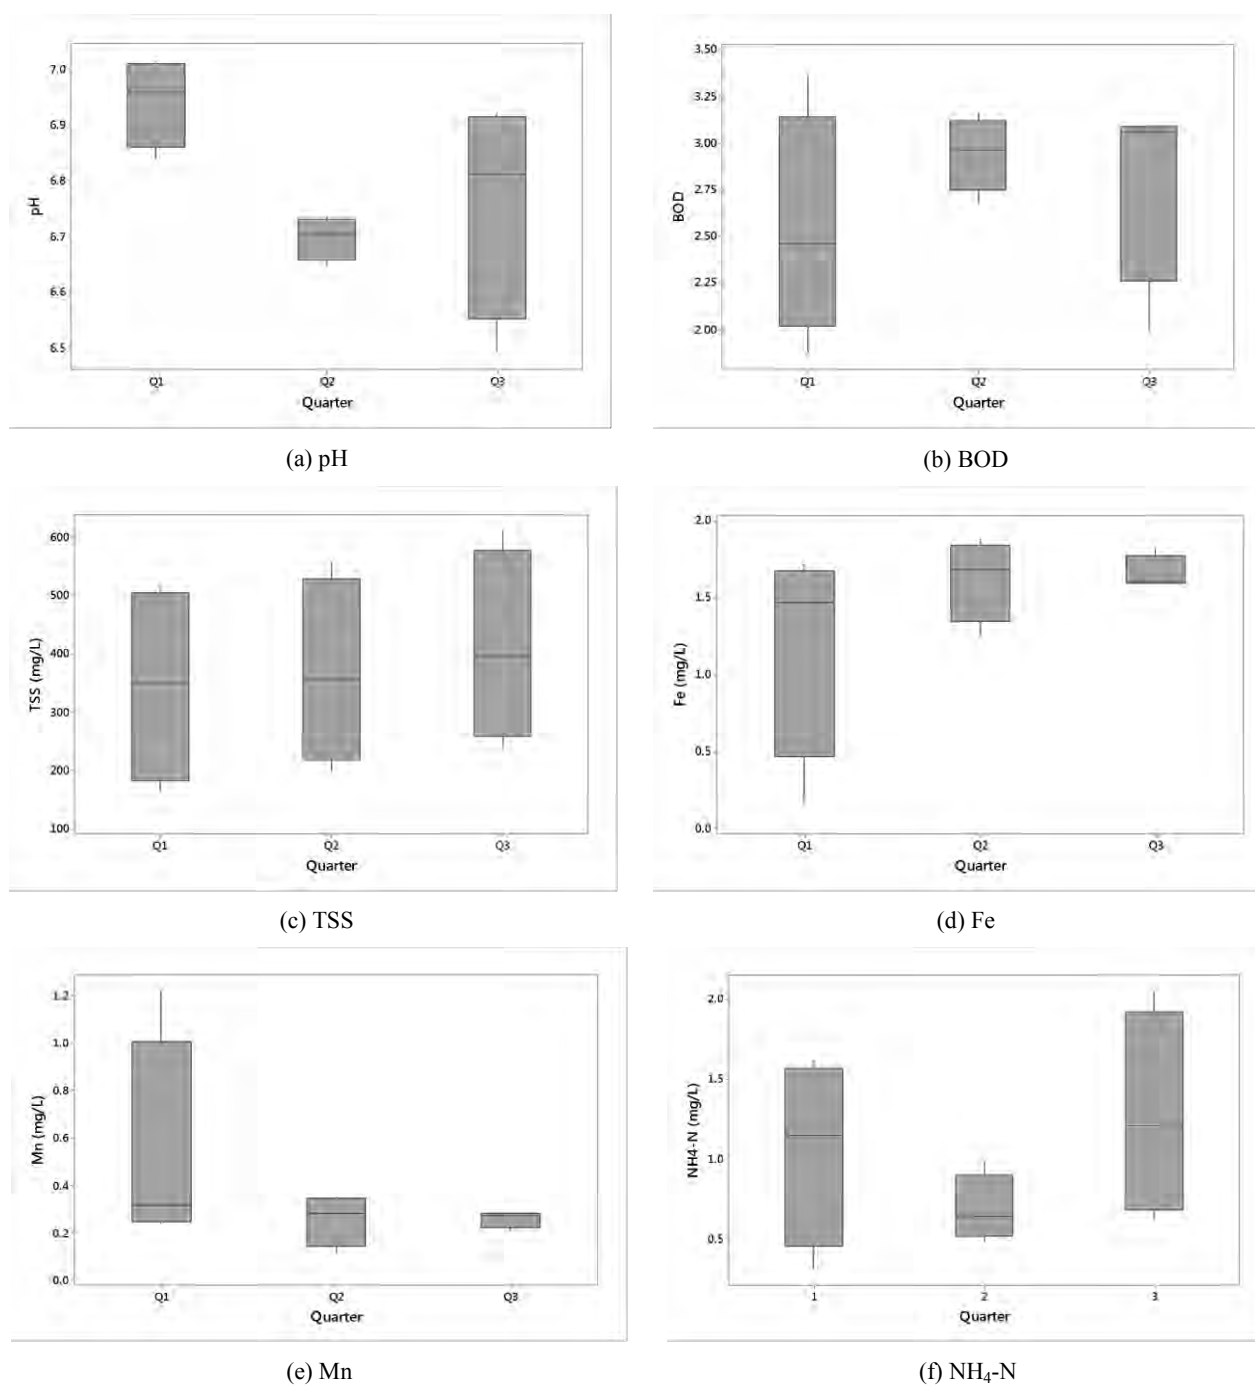 7.0
6.9
6.8
6.7
6.6
6.5
pH
Q1 Q2 Q3
Quarter
(a) pH
3.50
3.25
3.00
2.75
2.50
2.25
2.00
BOD
Q1 Q2 Q3
Quarter
(b) BOD
600
500
400
300
200
100
TSS (mg/L)
Q1 Q2 Q3
Quarter
(c) TSS
2.0
1.5
1.0
0.5
0.0
Fe (mg/L)
Q1 Q2 Q3
Quarter
(d) Fe
1.2
1.0
0.8
0.6
0.4
0.2
0.0
Mn (mg/L)
Q1 Q2 Q3
Quarter
(e) Mn
2.0
1.5
1.0
0.5
NH4-N (mg/L)
1 2 3
Quarter
(f) NH₄-N